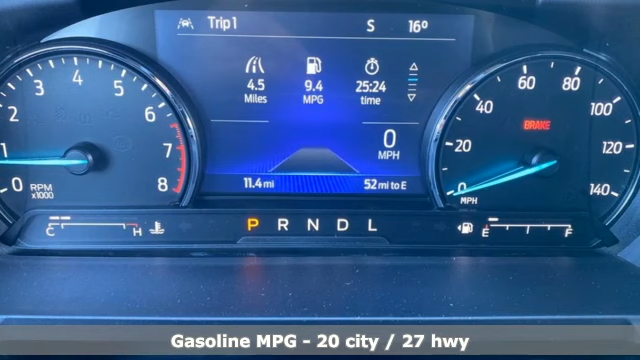 Trip 1 S 16°
4.5 9.4 25:24
Miles MPG time
0
MPH
11.4 mi 52 mi to E
0 1 2 3 4 5 6 7 8
RPM
x1000
0 20 40 60 80 100 120 140
BRAKE
MPH
C H P R N D L E F
Gasoline MPG - 20 city / 27 hwy